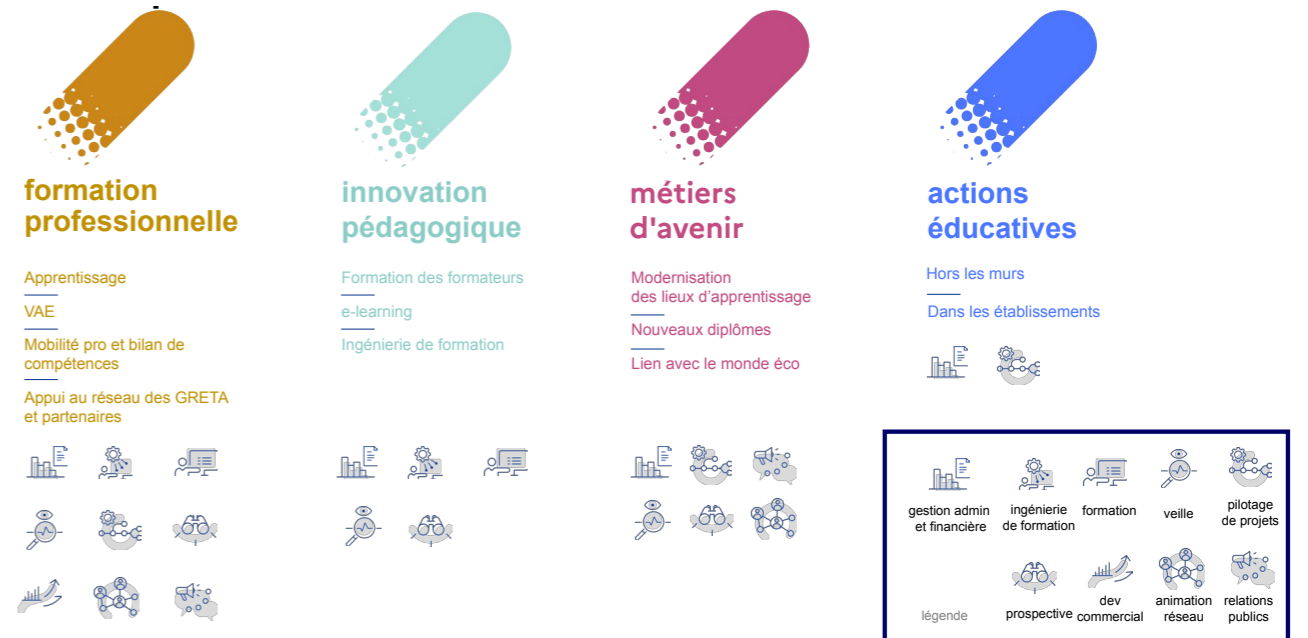 formation
professionnelle
Apprentissage
VAE
Mobilité pro et bilan de
compétences
Appui au réseau des GRETA
et partenaires
innovation
pédagogique
Formation des formateurs
e-learning
Ingénierie de formation
métiers
d'avenir
Modernisation
des lieux d’apprentissage
Nouveaux diplômes
Lien avec le monde éco
actions
éducatives
Hors les murs
Dans les établissements
gestion admin
et financière
ingénierie
de formation
formation
veille
pilotage
de projets
légende
prospective
dev
commercial
animation
réseau
relations
publics